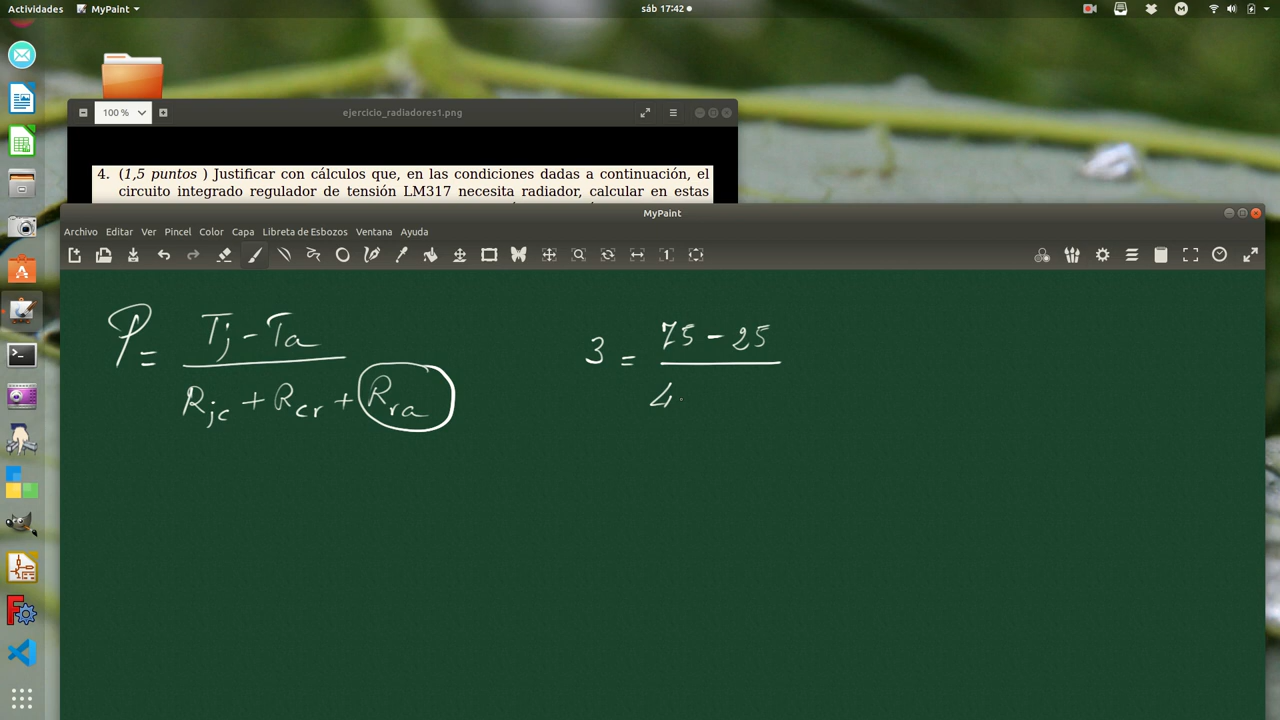 Actividades MyPaint sáb 17:42
100 % ejercicio_radiadores1.png
4. (1,5 puntos ) Justificar con cálculos que, en las condiciones dadas a continuación, el
circuito integrado regulador de tensión LM317 necesita radiador, calcular en estas
MyPaint
Archivo Editar Ver Pincel Color Capa Libreta de Esbozos Ventana Ayuda
P = Tj - Ta
Rjc + Rcr + Rra
3 = 75 - 25
4